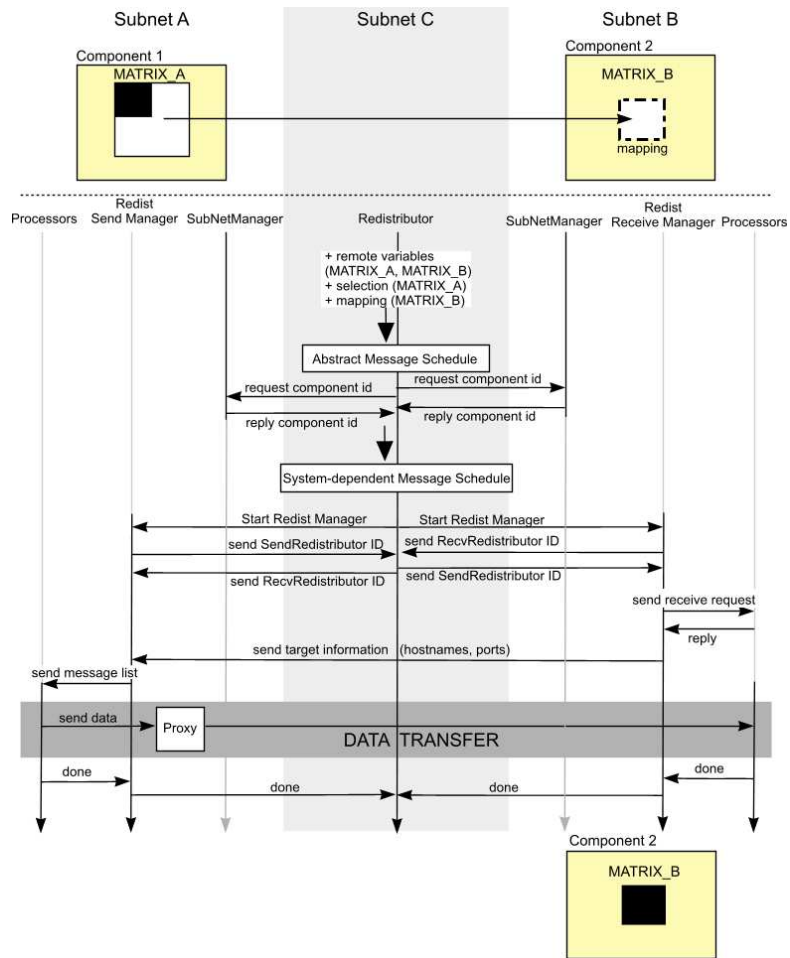 Subnet A
Subnet C
Subnet B
Component 1
Component 2
MATRIX_A
MATRIX_B
mapping
Processors
Redist
Send Manager
SubNetManager
Redistributor
SubNetManager
Redist
Receive Manager
Processors
+ remote variables
(MATRIX_A, MATRIX_B)
+ selection (MATRIX_A)
+ mapping (MATRIX_B)
Abstract Message Schedule
request component id
request component id
reply component id
reply component id
System-dependent Message Schedule
Start Redist Manager
Start Redist Manager
send SendRedistributor ID
send RecvRedistributor ID
send RecvRedistributor ID
send SendRedistributor ID
send receive request
reply
send target information (hostnames, ports)
send message list
send data
Proxy
DATA TRANSFER
done
done
done
done
Component 2
MATRIX_B